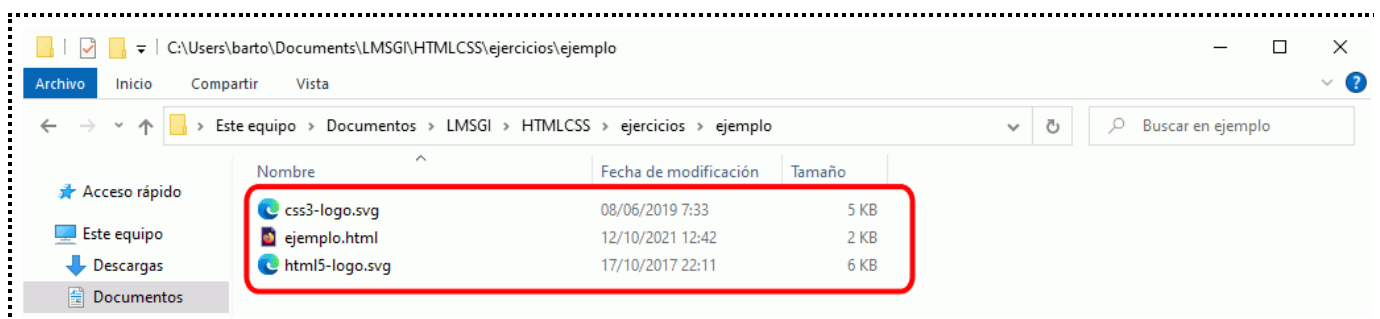 C:\Users\barto\Documents\LMSGI\HTMLCSS\ejercicios\ejemplo
Archivo Inicio Compartir Vista
Este equipo > Documentos > LMSGI > HTMLCSS > ejercicios > ejemplo Buscar en ejemplo
Nombre Fecha de modificación Tamaño
Acceso rápido
css3-logo.svg 08/06/2019 7:33 5 KB
Este equipo
ejemplo.html 12/10/2021 12:42 2 KB
Descargas
html5-logo.svg 17/10/2017 22:11 6 KB
Documentos